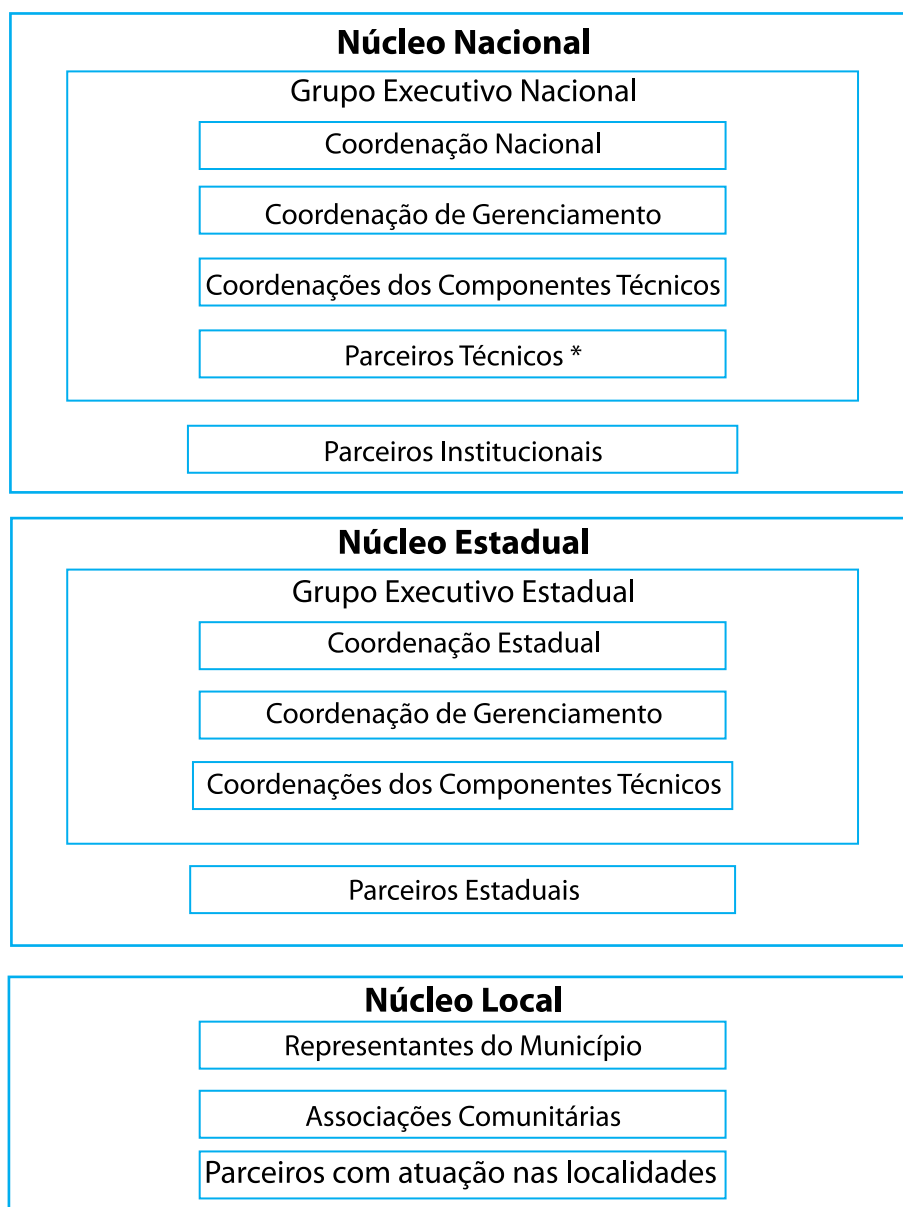 Núcleo Nacional
Grupo Executivo Nacional
Coordenação Nacional
Coordenação de Gerenciamento
Coordenações dos Componentes Técnicos
Parceiros Técnicos *
Parceiros Institucionais
Núcleo Estadual
Grupo Executivo Estadual
Coordenação Estadual
Coordenação de Gerenciamento
Coordenações dos Componentes Técnicos
Parceiros Estaduais
Núcleo Local
Representantes do Município
Associações Comunitárias
Parceiros com atuação nas localidades